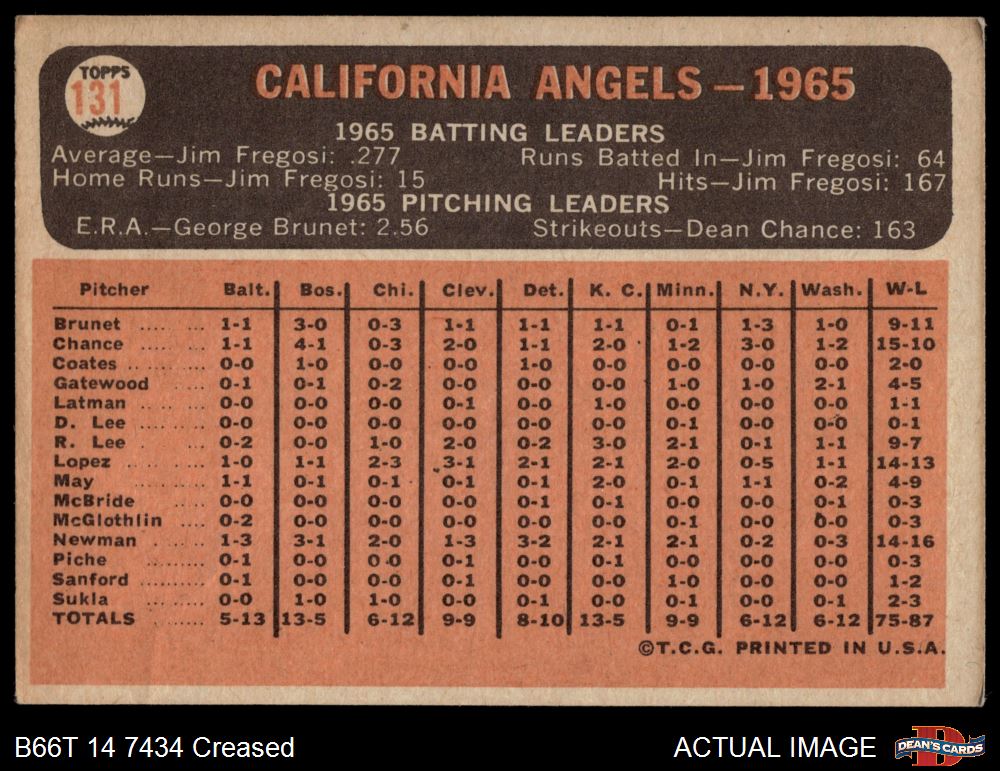 TOPPS
131
CALIFORNIA ANGELS—1965
1965 BATTING LEADERS
Average—Jim Fregosi: .277 Runs Batted In—Jim Fregosi: 64
Home Runs—Jim Fregosi: 15 Hits—Jim Fregosi: 167
1965 PITCHING LEADERS
E.R.A.—George Brunet: 2.56 Strikeouts—Dean Chance: 163
Pitcher Balt. Bos. Chi. Clev. Det. K. C. Minn. N.Y. Wash. W-L
Brunet ..... ... 1-1 3-0 0-3 1-1 1-1 1-1 0-1 1-3 1-0 9-11
Chance ..... ... 1-1 4-1 0-3 2-0 1-1 2-0 1-2 3-0 1-2 15-10
Coates .. ..... ... 0-0 1-0 0-0 0-0 1-0 0-0 0-0 0-0 0-0 2-0
Gatewood .... 0-1 0-1 0-2 0-0 0-0 0-0 1-0 1-0 2-1 4-5
Latman .. ..... ... 0-0 0-0 0-0 0-1 0-0 1-0 0-0 0-0 0-0 1-1
D. Lee ... ..... ... 0-0 0-0 0-0 0-0 0-0 0-0 0-1 0-0 0-0 0-1
R. Lee . ..... ... 0-2 0-0 1-0 2-0 0-2 3-0 2-1 0-1 1-1 9-7
Lopez .... ..... ... 1-0 1-1 2-3 3-1 2-1 2-1 2-0 0-5 1-1 14-13
May ..... ..... ... 1-1 0-1 0-1 0-1 0-1 2-0 0-1 1-1 0-2 4-9
McBride ..... ... 0-0 0-0 0-0 0-0 0-1 0-1 0-0 0-0 0-1 0-3
McGlothlin .... 0-2 0-0 0-0 0-0 0-0 0-0 0-1 0-0 0-0 0-3
Newman . ...... 1-3 3-1 2-0 1-3 3-2 2-1 2-1 0-2 0-3 14-16
Piche ..... ..... ... 0-1 0-0 0-0 0-1 0-0 0-1 0-0 0-0 0-0 0-3
Sanford .......... 0-1 0-0 0-0 0-1 0-0 0-0 1-0 0-0 0-0 1-2
Sukla ... ...... 0-0 1-0 1-0 0-0 0-1 0-0 0-1 0-0 0-1 2-3
TOTALS ..... ... 5-13 13-5 6-12 9-9 8-10 13-5 9-9 6-12 6-12 75-87
©T.C.G. PRINTED IN U.S.A.
B66T 14 7434 Creased ACTUAL IMAGE
D
DEAN'S CARDS